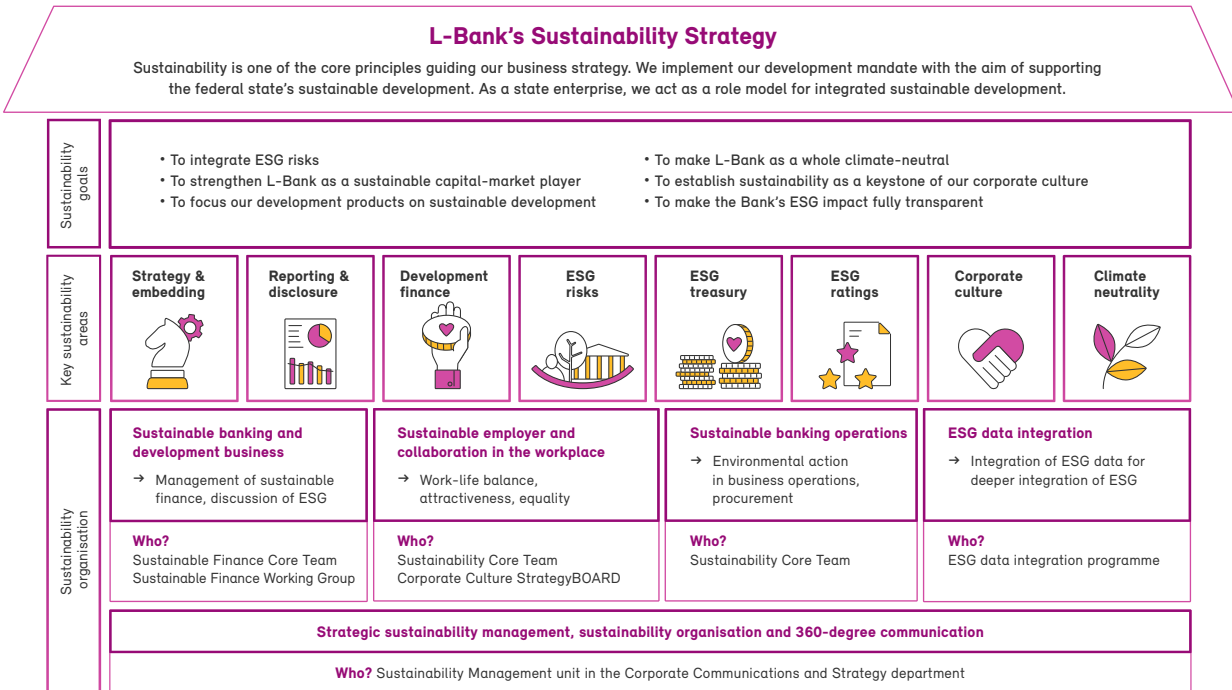 L-Bank's Sustainability Strategy
Sustainability is one of the core principles guiding our business strategy. We implement our development mandate with the aim of supporting
the federal state's sustainable development. As a state enterprise, we act as a role model for integrated sustainable development.
Sustainability
goals
• To integrate ESG risks
• To strengthen L-Bank as a sustainable capital-market player
• To focus our development products on sustainable development
• To make L-Bank as a whole climate-neutral
• To establish sustainability as a keystone of our corporate culture
• To make the Bank's ESG impact fully transparent
Key sustainability
areas
Strategy &
embedding
Reporting &
disclosure
Development
finance
ESG
risks
ESG
treasury
ESG
ratings
Corporate
culture
Climate
neutrality
Sustainability
organisation
Sustainable banking and
development business
→ Management of sustainable
finance, discussion of ESG
Who?
Sustainable Finance Core Team
Sustainable Finance Working Group
Sustainable employer and
collaboration in the workplace
→ Work-life balance,
attractiveness, equality
Who?
Sustainability Core Team
Corporate Culture StrategyBOARD
Sustainable banking operations
→ Environmental action
in business operations,
procurement
Who?
Sustainability Core Team
ESG data integration
→ Integration of ESG data for
deeper integration of ESG
Who?
ESG data integration programme
Strategic sustainability management, sustainability organisation and 360-degree communication
Who? Sustainability Management unit in the Corporate Communications and Strategy department